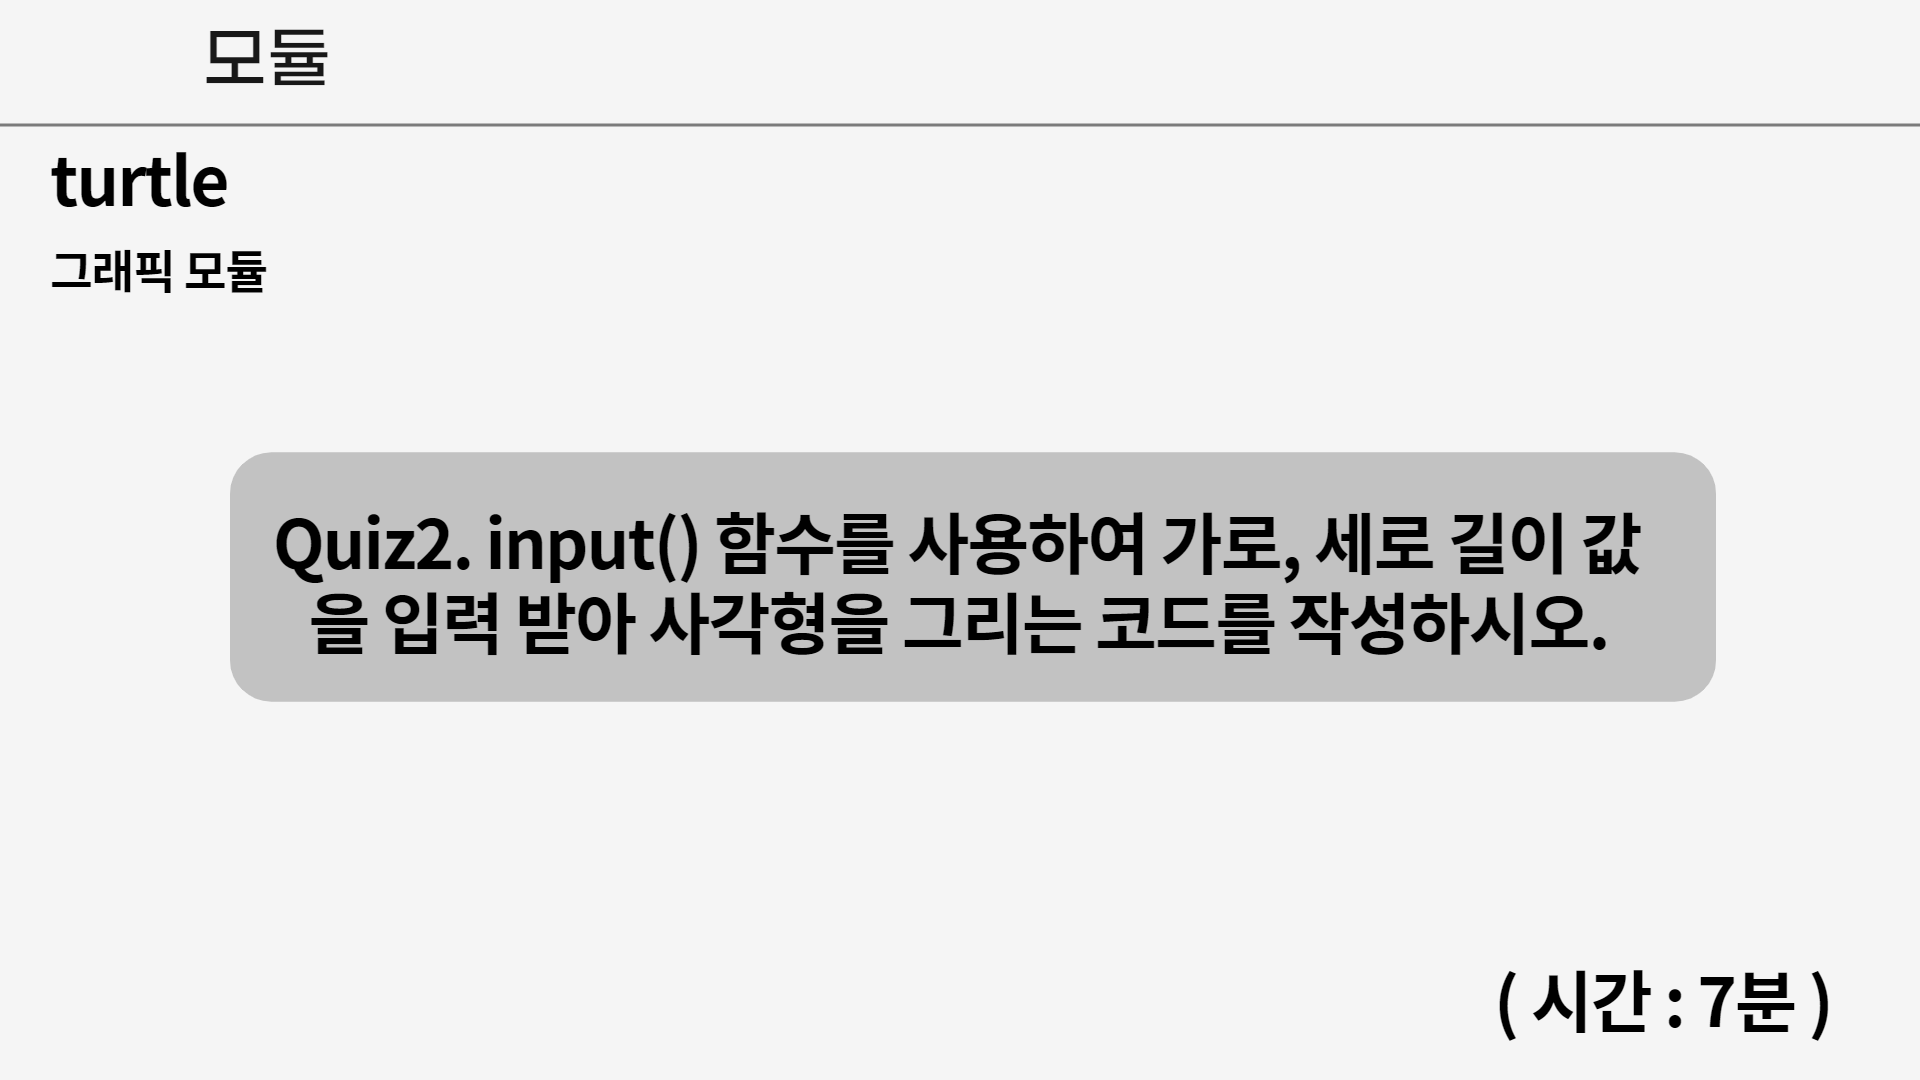 모듈
turtle
그래픽 모듈
Quiz2. input() 함수를 사용하여 가로, 세로 길이 값
을 입력 받아 사각형을 그리는 코드를 작성하시오.
( 시간 : 7분 )